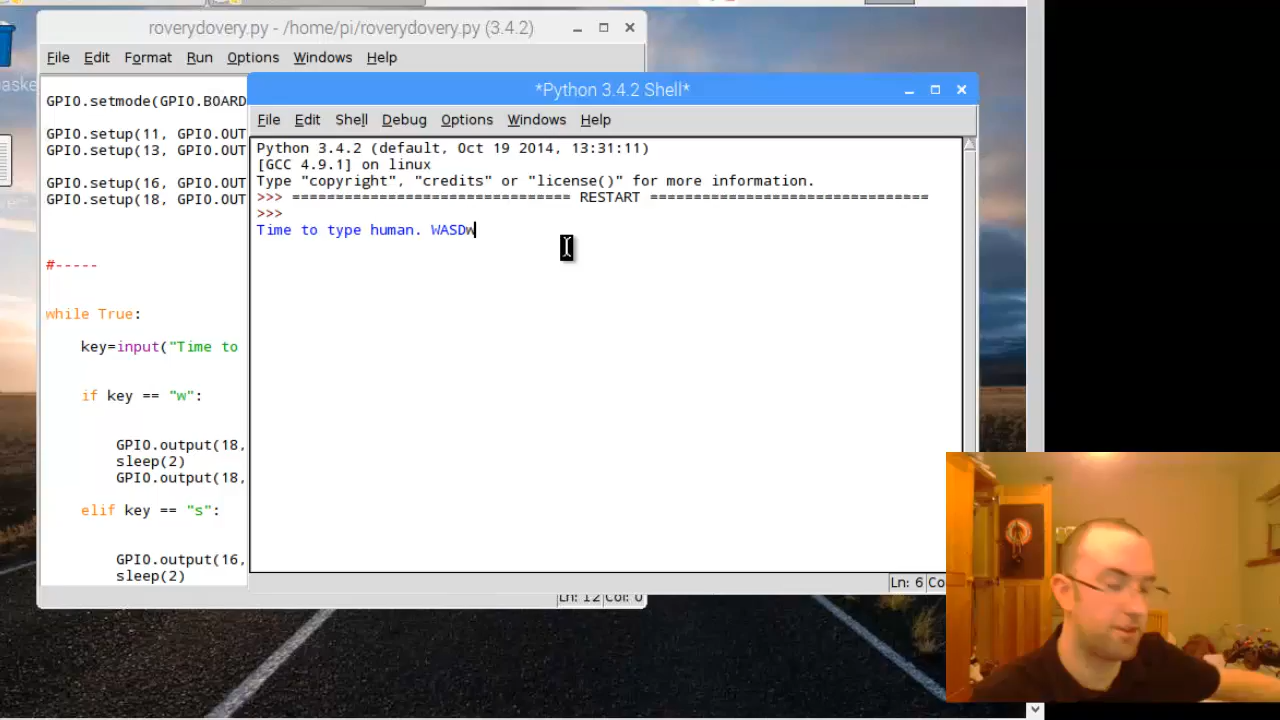 roverydovery.py - /home/pi/roverydovery.py (3.4.2)
File Edit Format Run Options Windows Help
GPIO.setmode(GPIO.BOARD
GPIO.setup(11, GPIO.OUT
GPIO.setup(13, GPIO.OUT
GPIO.setup(16, GPIO.OUT
GPIO.setup(18, GPIO.OUT
#-----
while True:
key=input("Time to
if key == "w":
GPIO.output(18,
sleep(2)
GPIO.output(18,
elif key == "s":
GPIO.output(16,
sleep(2)
Ln: 12 Col: 0
*Python 3.4.2 Shell*
File Edit Shell Debug Options Windows Help
Python 3.4.2 (default, Oct 19 2014, 13:31:11)
[GCC 4.9.1] on linux
Type "copyright", "credits" or "license()" for more information.
>>> ================================ RESTART ================================
>>>
Time to type human. WASDw
Ln: 6 Co